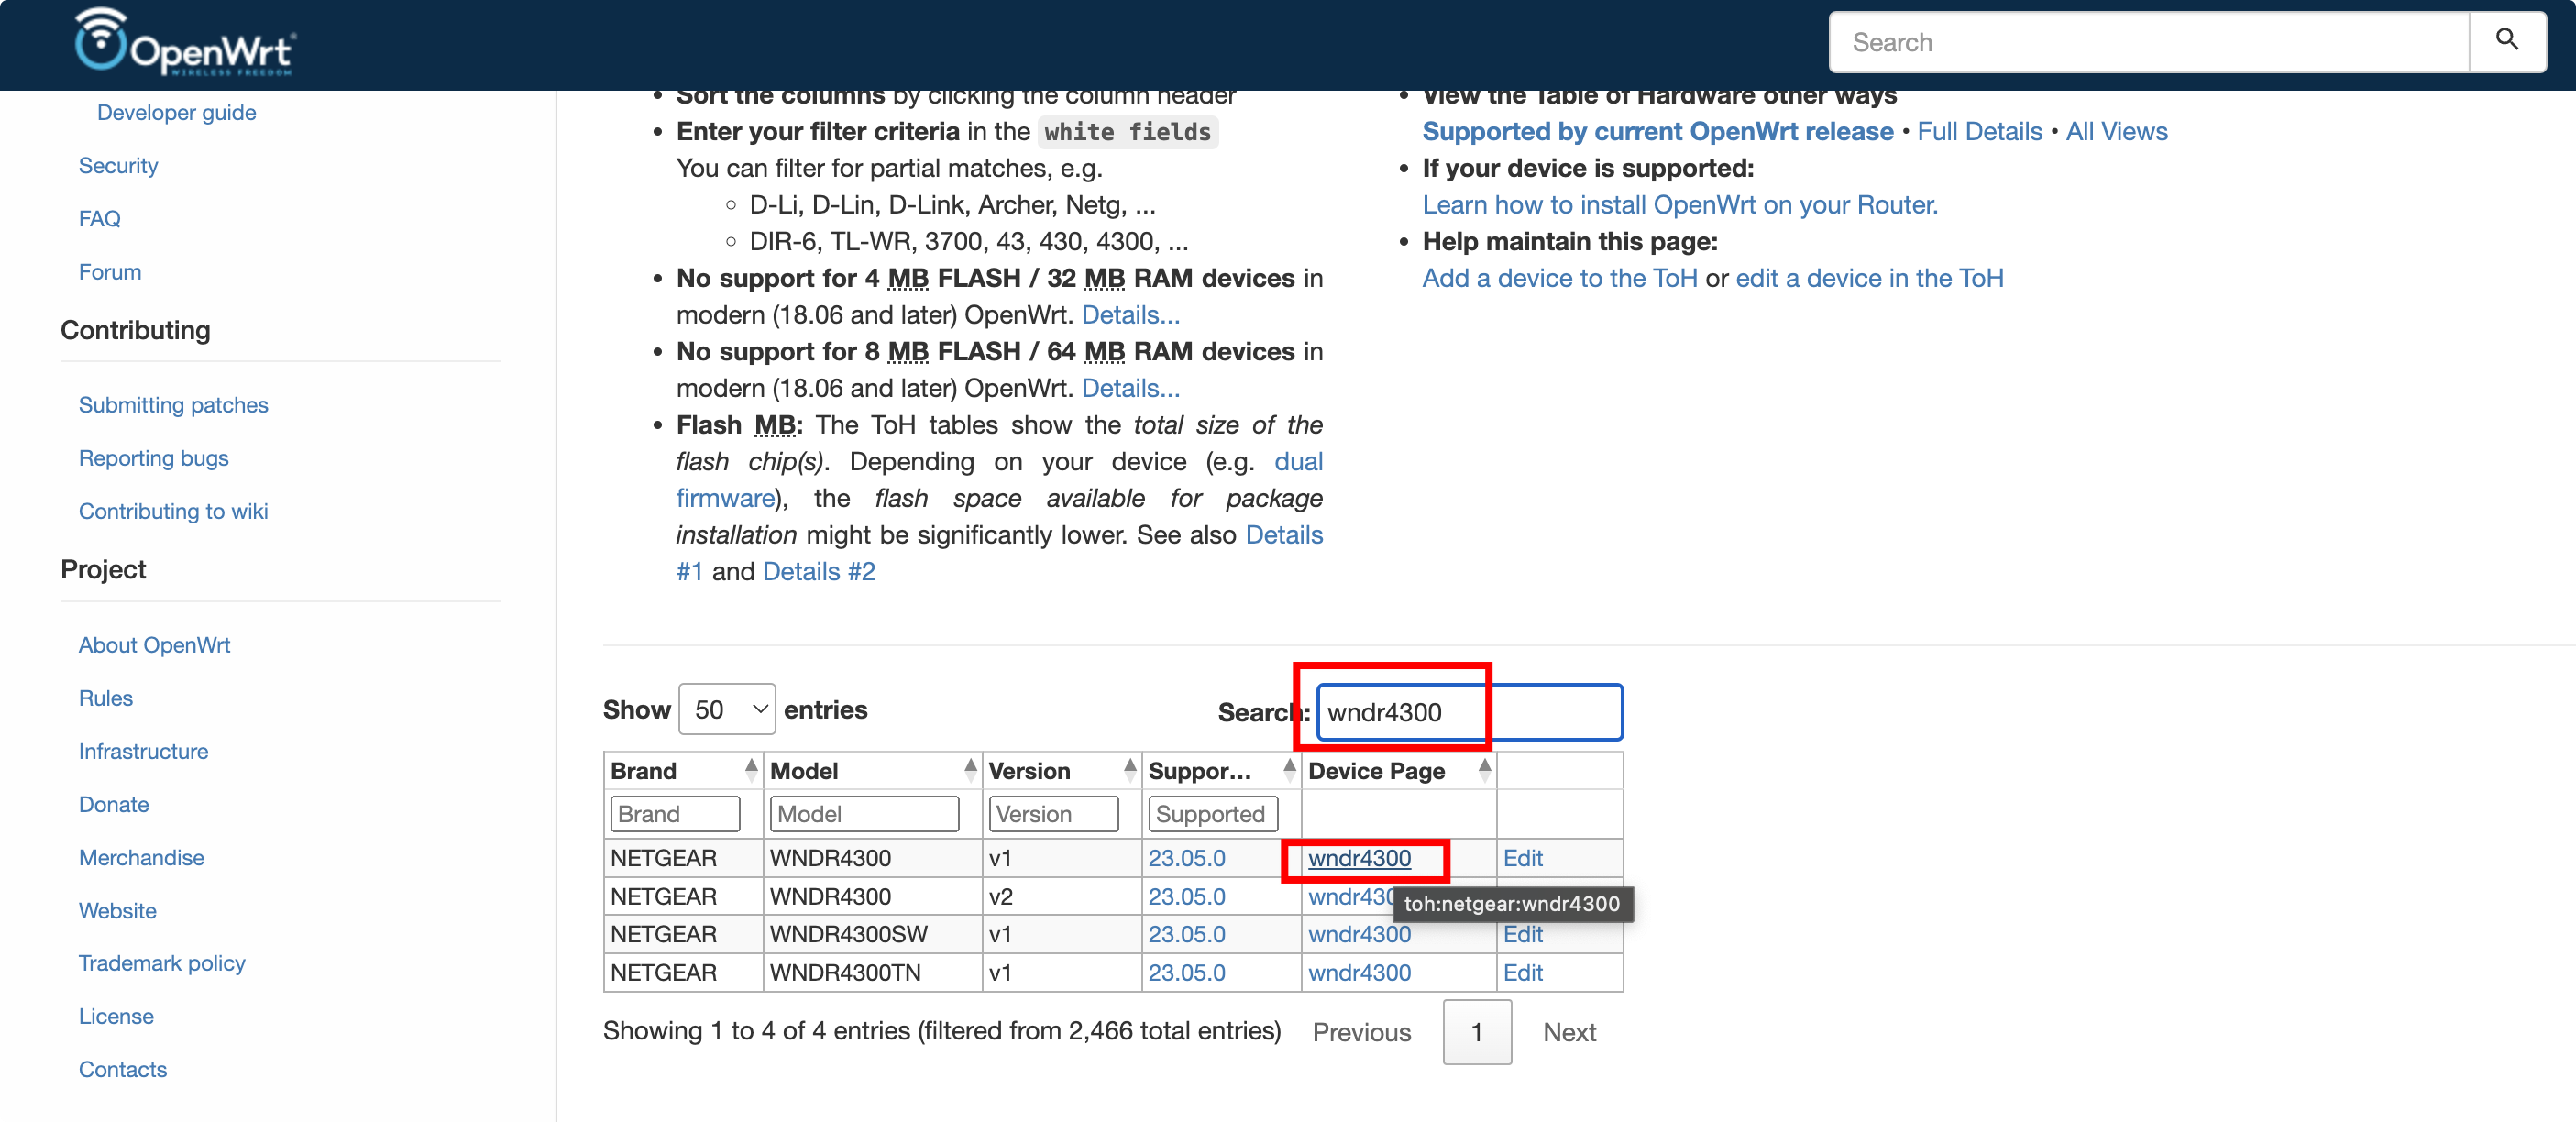 OpenWrt
WIRELESS FREEDOM
Search
Developer guide
Security
FAQ
Forum
Contributing
Submitting patches
Reporting bugs
Contributing to wiki
Project
About OpenWrt
Rules
Infrastructure
Donate
Merchandise
Website
Trademark policy
License
Contacts
• Sort the columns by clicking the column header
• Enter your filter criteria in the white fields
You can filter for partial matches, e.g.
◦ D-Li, D-Lin, D-Link, Archer, Netg, ...
◦ DIR-6, TL-WR, 3700, 43, 430, 4300, ...
• No support for 4 MB FLASH / 32 MB RAM devices in
modern (18.06 and later) OpenWrt. Details...
• No support for 8 MB FLASH / 64 MB RAM devices in
modern (18.06 and later) OpenWrt. Details...
• Flash MB: The ToH tables show the total size of the
flash chip(s). Depending on your device (e.g. dual
firmware), the flash space available for package
installation might be significantly lower. See also Details
#1 and Details #2
• View the Table of Hardware other ways
Supported by current OpenWrt release • Full Details • All Views
• If your device is supported:
Learn how to install OpenWrt on your Router.
• Help maintain this page:
Add a device to the ToH or edit a device in the ToH
Show 50 entries Search: wndr4300
Brand Model Version Suppor... Device Page
Brand Model Version Supported
NETGEAR WNDR4300 v1 23.05.0 wndr4300 Edit
NETGEAR WNDR4300 v2 23.05.0 wndr430
toh:netgear:wndr4300
NETGEAR WNDR4300SW v1 23.05.0 wndr4300 Edit
NETGEAR WNDR4300TN v1 23.05.0 wndr4300 Edit
Showing 1 to 4 of 4 entries (filtered from 2,466 total entries) Previous 1 Next